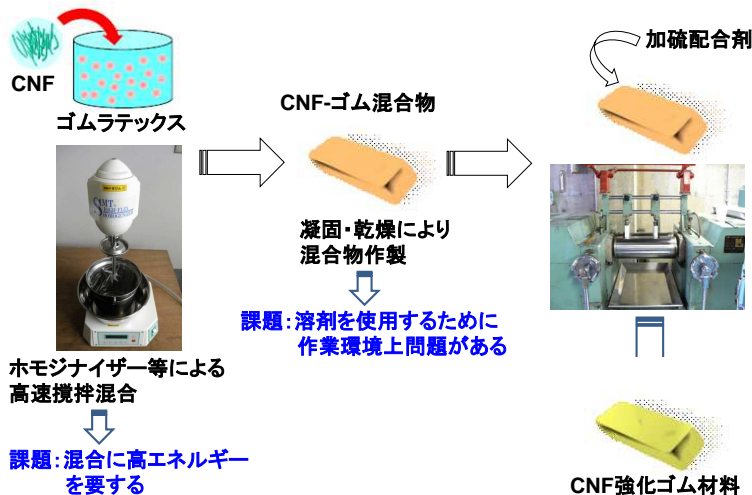 CNF
ゴムラテックス
CNF-ゴム混合物
加硫配合剤
SMT
凝固・乾燥により
混合物作製
課題：溶剤を使用するために
作業環境上問題がある
ホモジナイザー等による
高速撹拌混合
課題：混合に高エネルギー
を要する
CNF強化ゴム材料